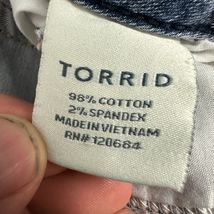 TORRID
98% COTTON
2% SPANDEX
MADE IN VIETNAM
RN# 120684